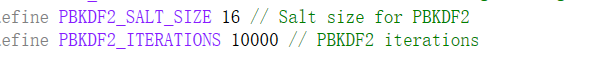 efine PBKDF2_SALT_SIZE 16 // Salt size for PBKDF2
efine PBKDF2_ITERATIONS 10000 // PBKDF2 iterations